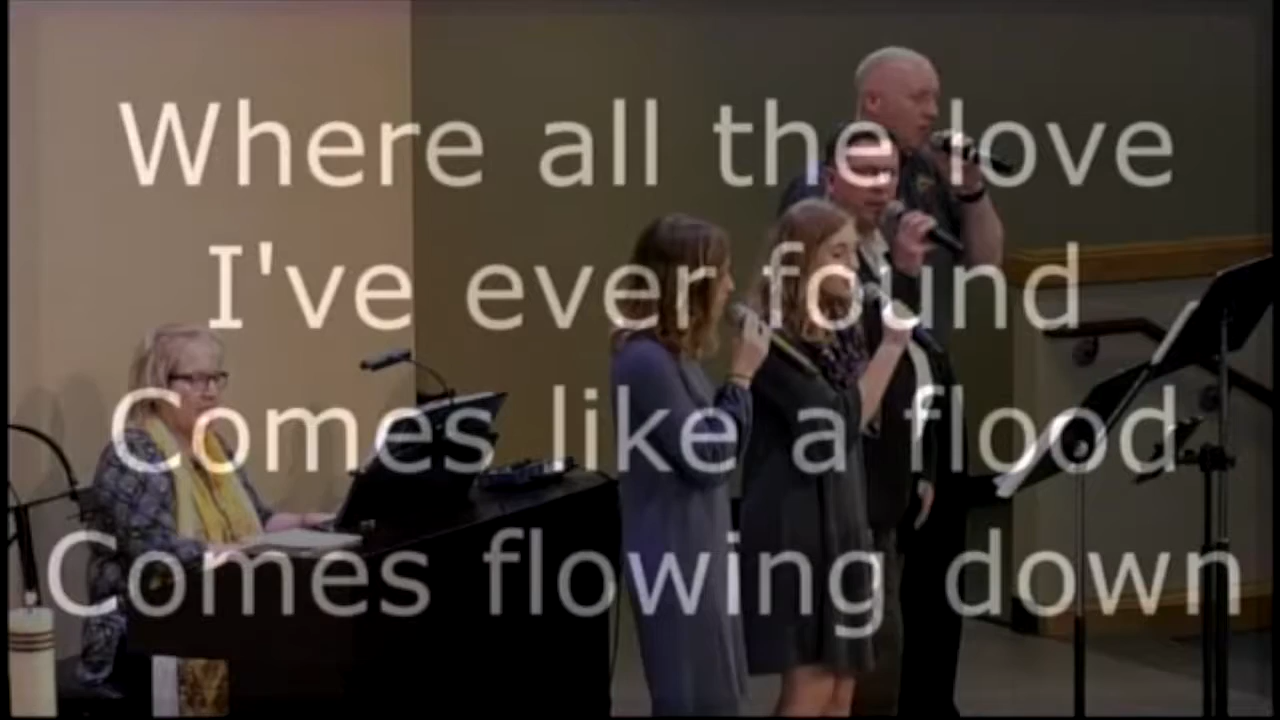 Where all the love
I've ever found
Comes like a flood
Comes flowing down